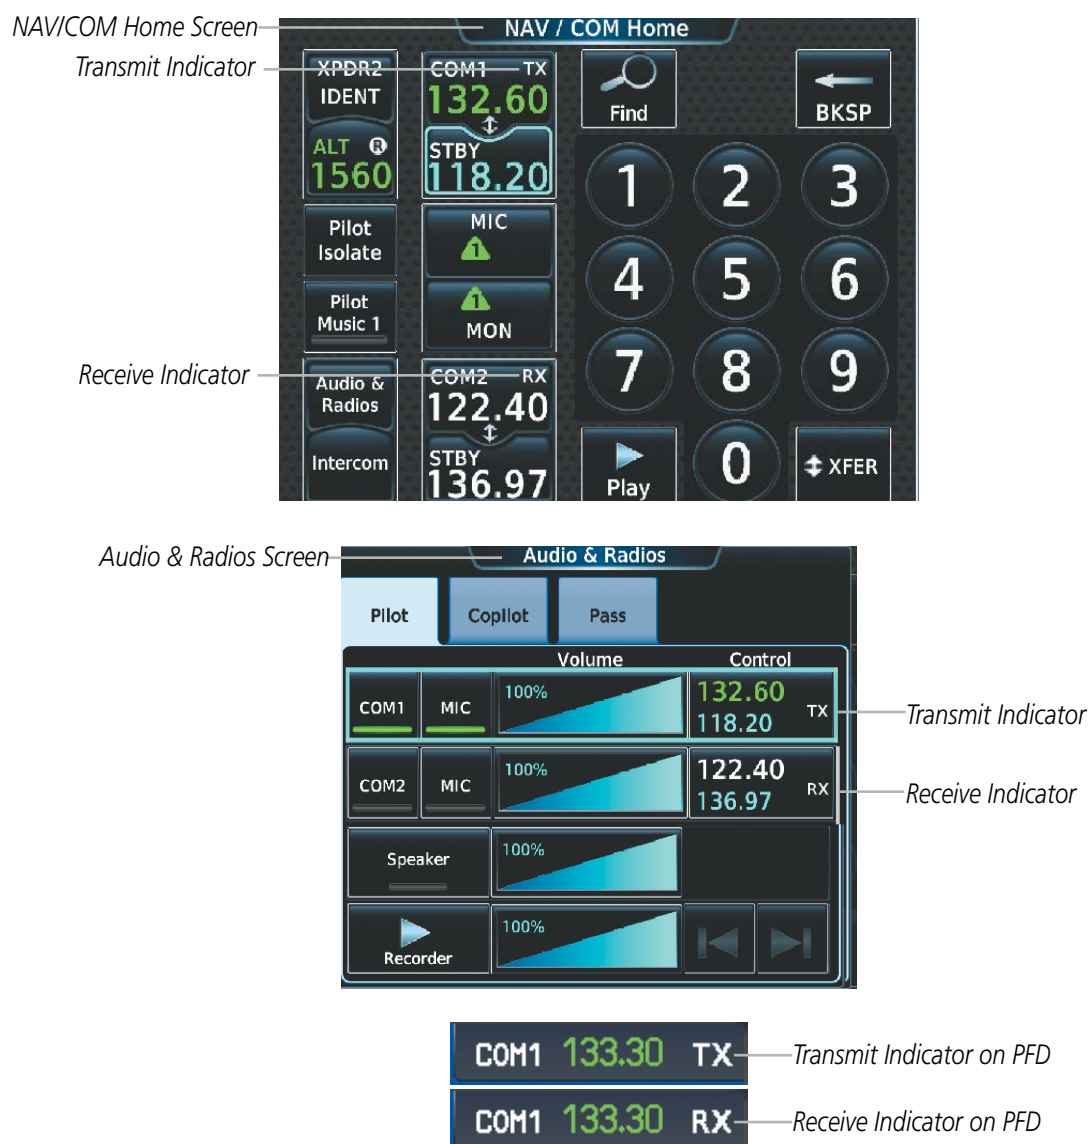 NAV/COM Home Screen
NAV / COM Home
Transmit Indicator
XPDR2
IDENT
ALT R
1560
COM1 TX
132.60
STBY
118.20
Find
BKSP
1 2 3
Pilot
Isolate
MIC
1
4 5 6
Pilot
Music 1
1
MON
Receive Indicator
Audio &
Radios
COM2 RX
122.40
7 8 9
Intercom
STBY
136.97
Play
0
XFER
Audio & Radios Screen
Audio & Radios
Pilot Copilot Pass
Volume Control
COM1 MIC 100% 132.60 TX
118.20
Transmit Indicator
COM2 MIC 100% 122.40 RX
136.97
Receive Indicator
Speaker 100%
Recorder 100%
COM1 133.30 TX
Transmit Indicator on PFD
COM1 133.30 RX
Receive Indicator on PFD